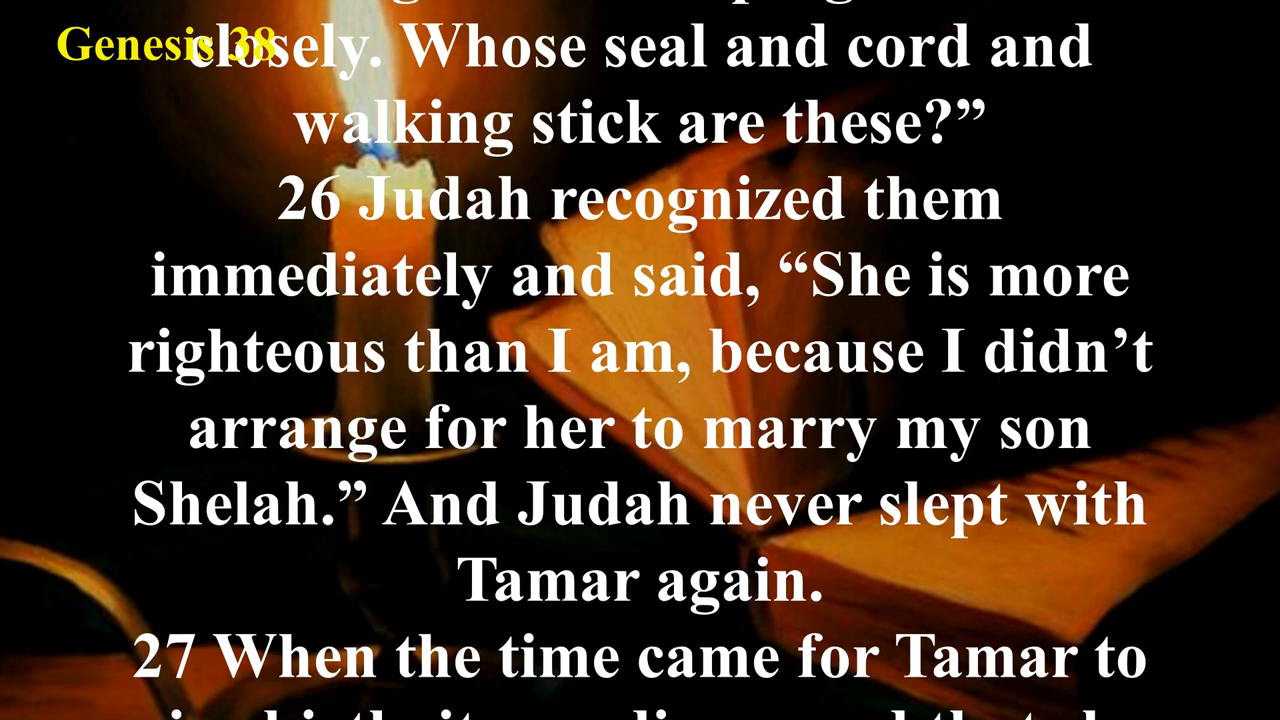 Genesis 38
closely. Whose seal and cord and
walking stick are these?”
26 Judah recognized them
immediately and said, “She is more
righteous than I am, because I didn’t
arrange for her to marry my son
Shelah.” And Judah never slept with
Tamar again.
27 When the time came for Tamar to